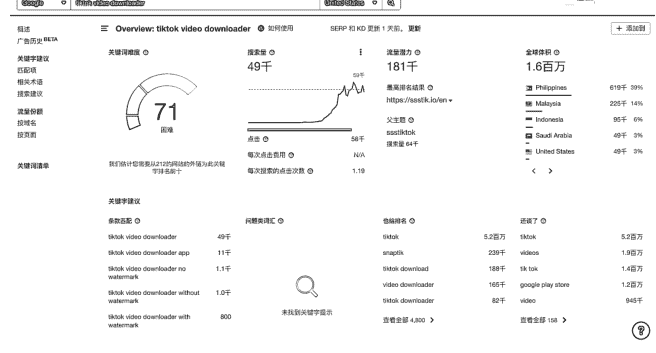 Google
tiktok video downloader
United States
概述
广告历史 BETA
关键字建议
匹配项
相关术语
搜索建议
流量份额
按域名
按页面
关键词清单
Overview: tiktok video downloader
如何使用
SERP 和 KD 更新 1 天前。 更新
+ 添加到
关键词难度
71
困难
我们估计您需要从212的网站的外链为此关键
字排名前十
搜索量
49千
59千
点击 56千
每次点击费用 N/A
每次搜索的点击次数 1.19
流量潜力
181千
最高排名结果
https://ssstik.io/en
父主题
ssstiktok
搜索量 64千
全球体积
1.6百万
Philippines 619千 39%
Malaysia 225千 14%
Indonesia 95千 6%
Saudi Arabia 49千 3%
United States 49千 3%
关键字建议
条款匹配
tiktok video downloader 49千
tiktok video downloader app 11千
tiktok video downloader no
watermark 1.1千
tiktok video downloader without
watermark 1.0千
tiktok video downloader with
watermark 800
问题类词汇
未找到关键字提示
也给排名
tiktok 5.2百万
snaptik 239千
tiktok download 188千
video downloader 165千
tiktok downloader 82千
查看全部 4,800
还谈了
tiktok 5.2百万
videos 1.9百万
tik tok 1.4百万
google play store 1.2百万
video 945千
查看全部 158
?